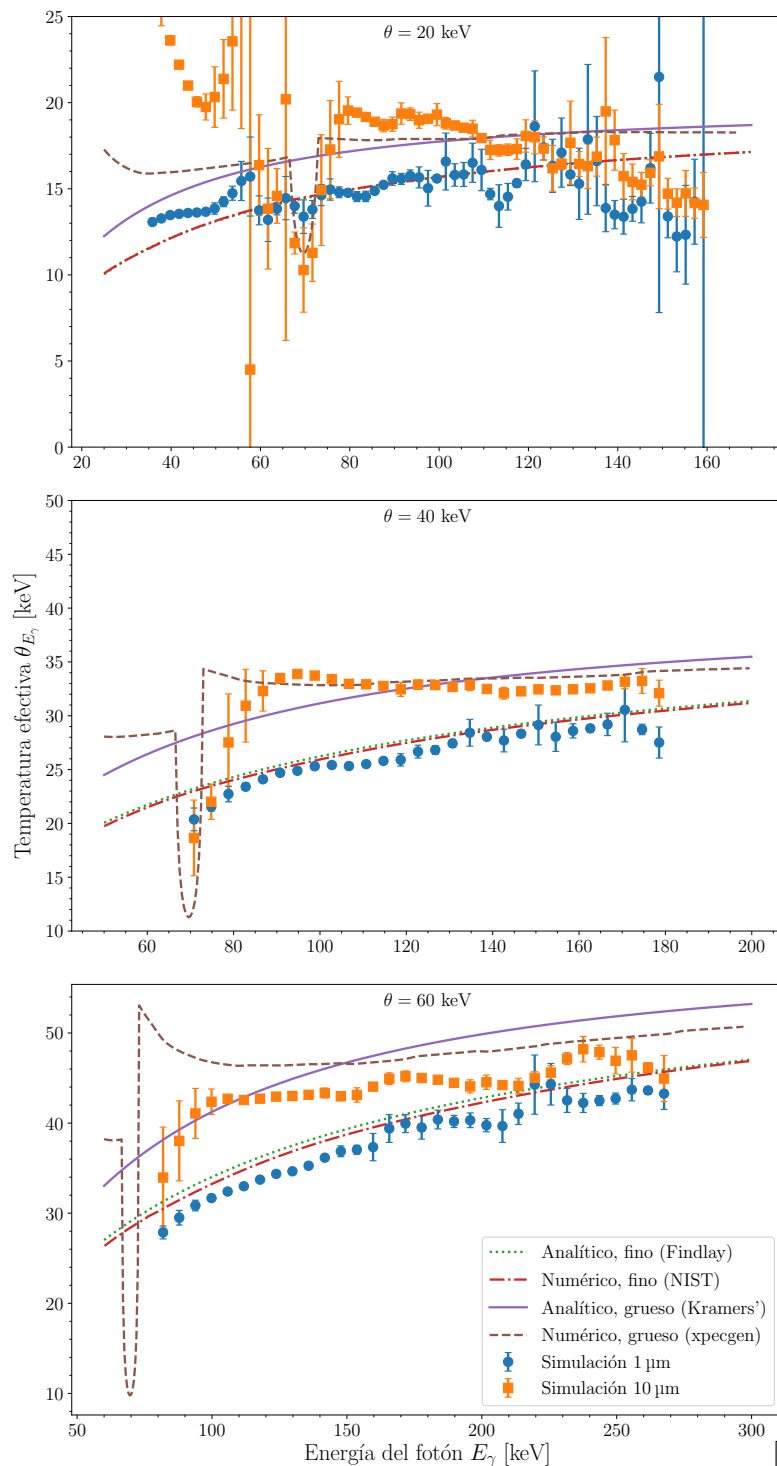 θ = 20 keV
25
20
15
10
5
0
20 40 60 80 100 120 140 160
θ = 40 keV
50
45
40
35
30
25
20
15
10
60 80 100 120 140 160 180 200
Temperatura efectiva θ_{E_γ} [keV]
θ = 60 keV
50
40
30
20
10
50 100 150 200 250 300
Analítico, fino (Findlay)
Numérico, fino (NIST)
Analítico, grueso (Kramers')
Numérico, grueso (xpecgen)
Simulación 1 µm
Simulación 10 µm
Energía del fotón E_γ [keV]
[